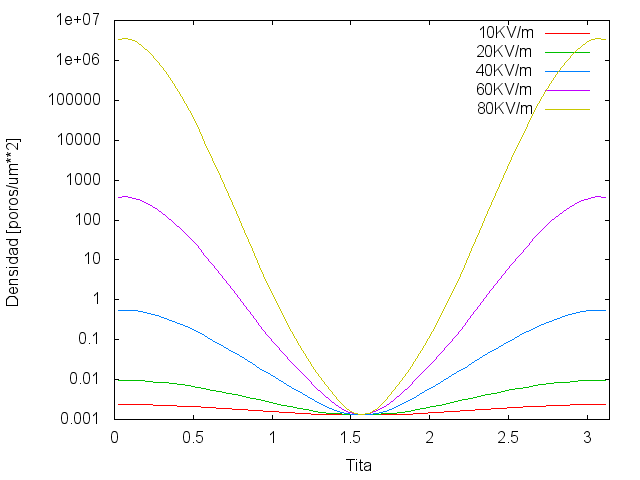 1e+07
1e+06
100000
10000
1000
100
10
1
0.1
0.01
0.001
Densidad [poros/um**2]
10KV/m
20KV/m
40KV/m
60KV/m
80KV/m
0 0.5 1 1.5 2 2.5 3
Tita